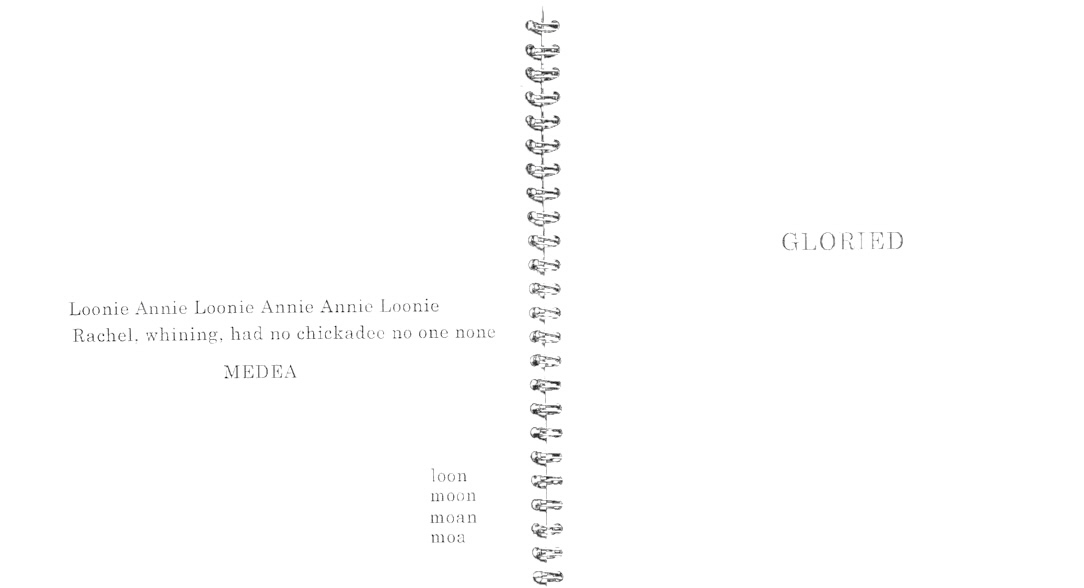 Loonie Annie Loonie Annie Annie Loonie
Rachel, whining, had no chickadee no one none
MEDEA
loon
moon
moan
moa
GLORIED